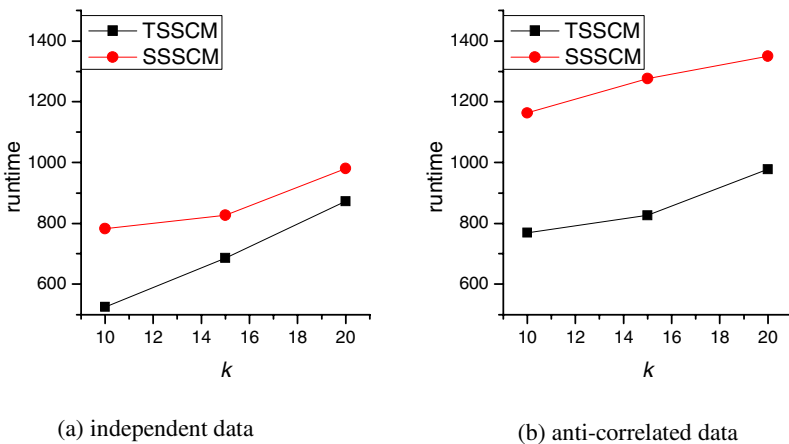 1400
1200
1000
800
600
runtime
TSSCM
SSSCM
10 12 14 16 18 20
k
(a) independent data
1400
1200
1000
800
600
runtime
TSSCM
SSSCM
10 12 14 16 18 20
k
(b) anti-correlated data